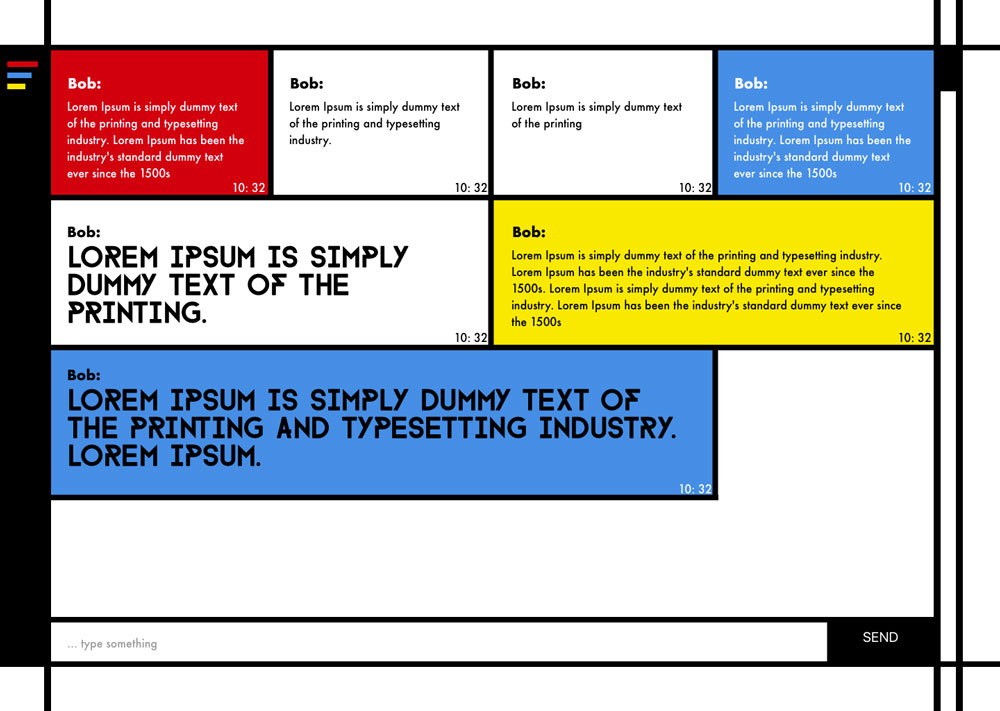 Bob:
Lorem Ipsum is simply dummy text
of the printing and typesetting
industry. Lorem Ipsum has been the
industry's standard dummy text
ever since the 1500s
10: 32
Bob:
Lorem Ipsum is simply dummy text
of the printing and typesetting
industry.
10: 32
Bob:
Lorem Ipsum is simply dummy text
of the printing
10: 32
Bob:
Lorem Ipsum is simply dummy text
of the printing and typesetting
industry. Lorem Ipsum has been the
industry's standard dummy text
ever since the 1500s
10: 32
Bob:
LOREM IPSUM IS SIMPLY
DUMMY TEXT OF THE
PRINTING.
10: 32
Bob:
Lorem Ipsum is simply dummy text of the printing and typesetting industry.
Lorem Ipsum has been the industry's standard dummy text ever since the
1500s. Lorem Ipsum is simply dummy text of the printing and typesetting
industry. Lorem Ipsum has been the industry's standard dummy text ever since
the 1500s
10: 32
Bob:
LOREM IPSUM IS SIMPLY DUMMY TEXT OF
THE PRINTING AND TYPESETTING INDUSTRY.
LOREM IPSUM.
10: 32
... type something
SEND